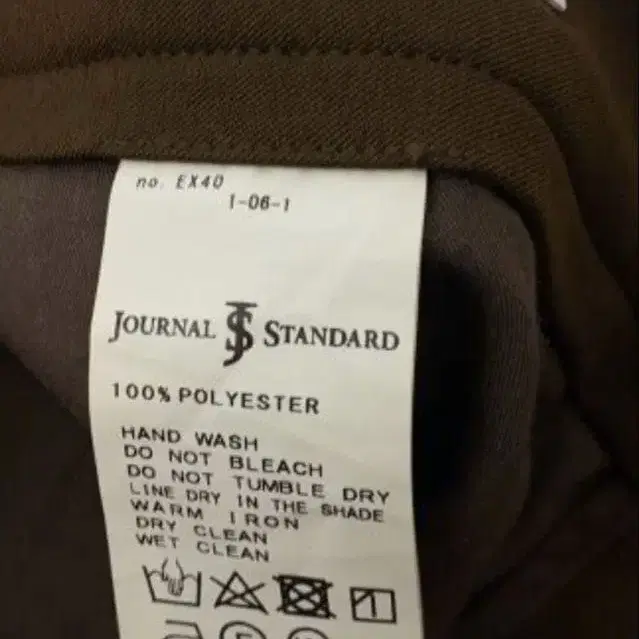 no. EX40
1-06-1
JOURNAL JS STANDARD
100% POLYESTER
HAND WASH
DO NOT BLEACH
DO NOT TUMBLE DRY
LINE DRY IN THE SHADE
WARM IRON
DRY CLEAN
WET CLEAN